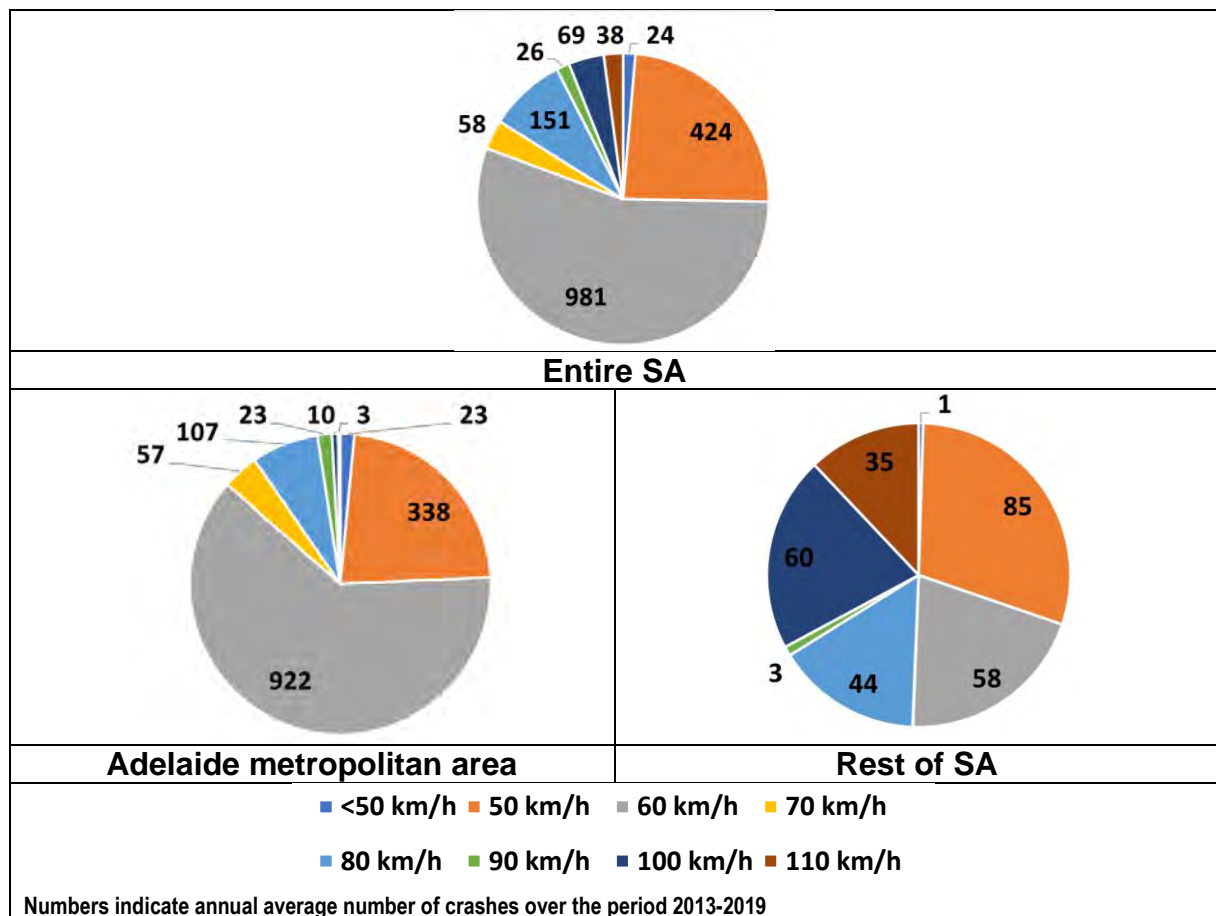 26 69 38 24
58 151 424
981
Entire SA
107 23 10 3 23
57
338
922
1
35 85
60
3 44 58
Adelaide metropolitan area Rest of SA
<50 km/h 50 km/h 60 km/h 70 km/h
80 km/h 90 km/h 100 km/h 110 km/h
Numbers indicate annual average number of crashes over the period 2013-2019